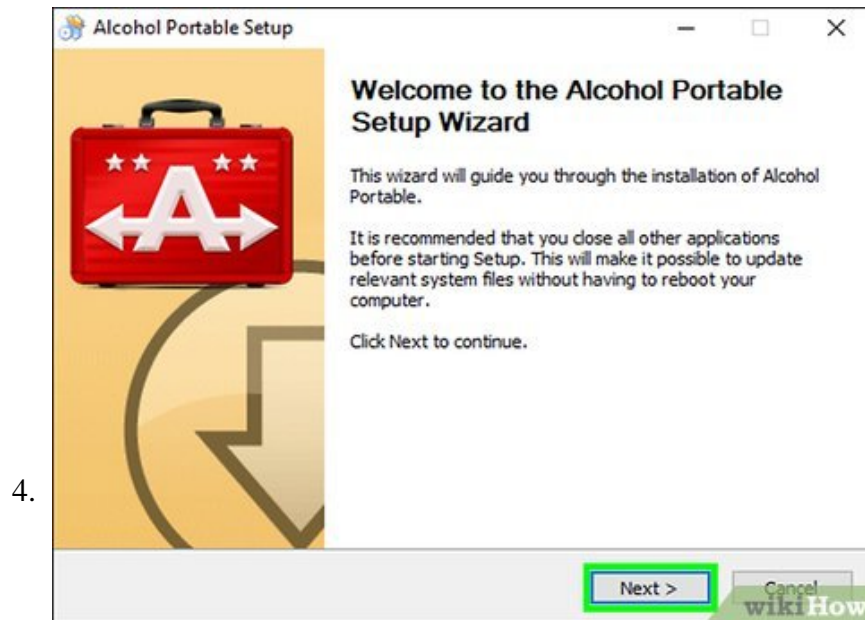 Alcohol Portable Setup
Welcome to the Alcohol Portable
Setup Wizard
A
This wizard will guide you through the installation of Alcohol
Portable.
It is recommended that you close all other applications
before starting Setup. This will make it possible to update
relevant system files without having to reboot your
computer.
Click Next to continue.
4.
Next > Cancel
wikiHow